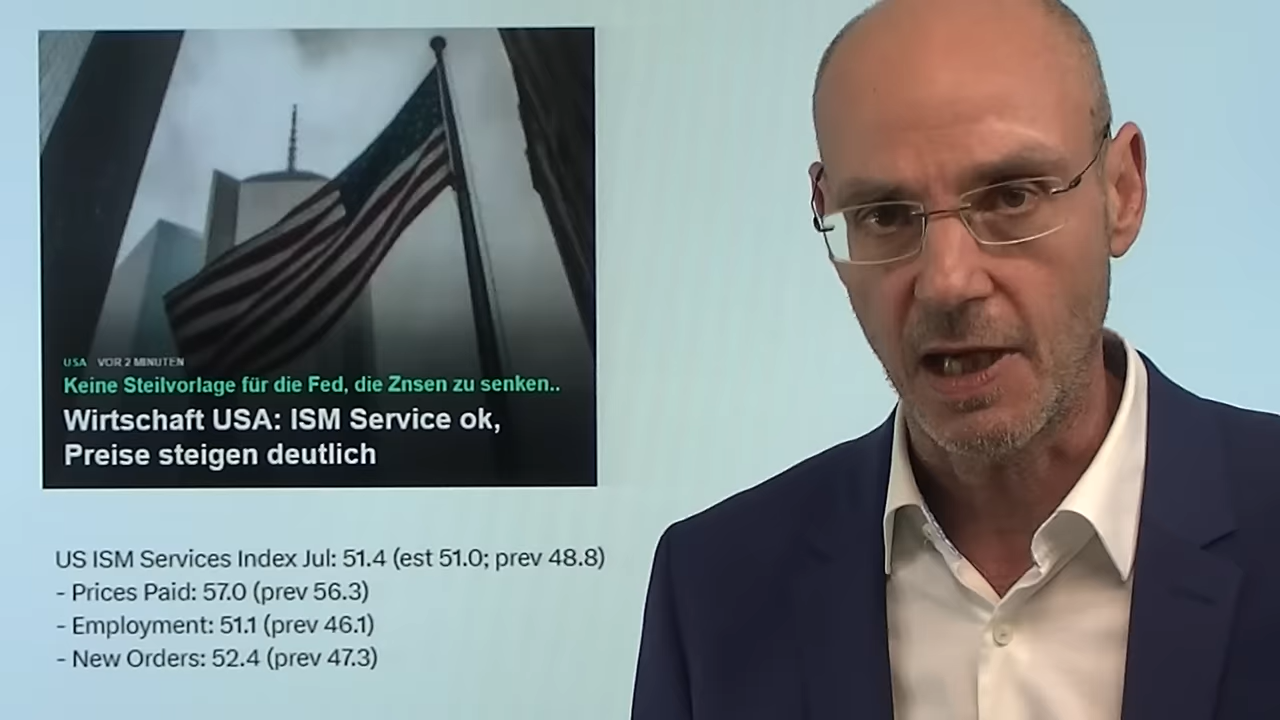 USA VOR 2 MINUTEN
Keine Steilvorlage für die Fed, die Znsen zu senken..
Wirtschaft USA: ISM Service ok,
Preise steigen deutlich
US ISM Services Index Jul: 51.4 (est 51.0; prev 48.8)
- Prices Paid: 57.0 (prev 56.3)
- Employment: 51.1 (prev 46.1)
- New Orders: 52.4 (prev 47.3)